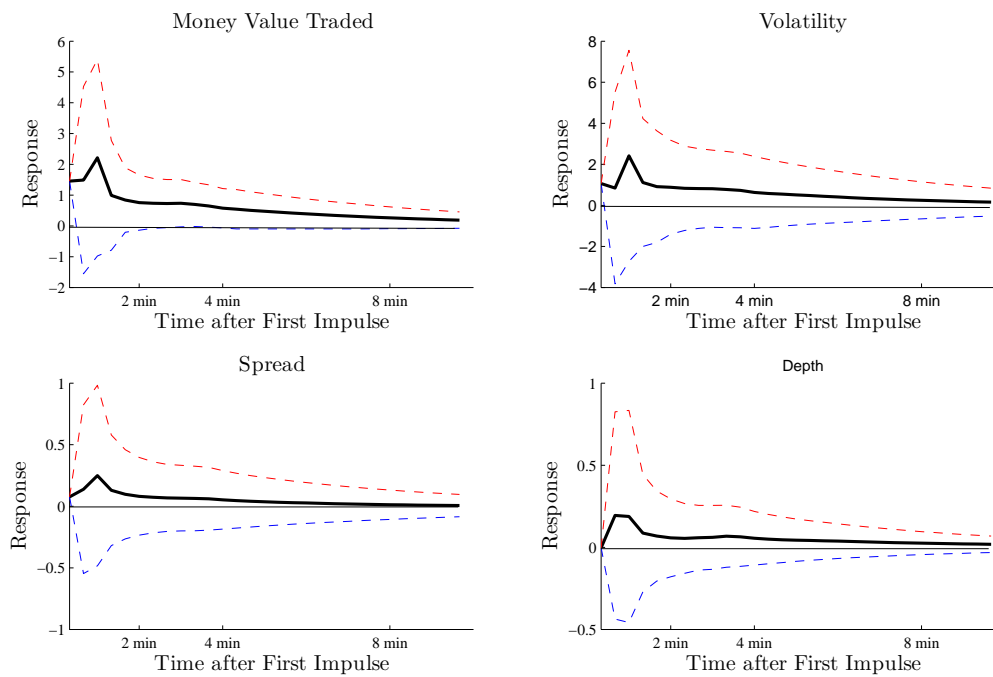 Money Value Traded
6
5
4
3
2
1
0
−1
−2
Response
2 min 4 min 8 min
Time after First Impulse
Volatility
8
6
4
2
0
−2
−4
Response
2 min 4 min 8 min
Time after First Impulse
Spread
1
0.5
0
−0.5
−1
Response
2 min 4 min 8 min
Time after First Impulse
Depth
1
0.5
0
−0.5
Response
2 min 4 min 8 min
Time after First Impulse